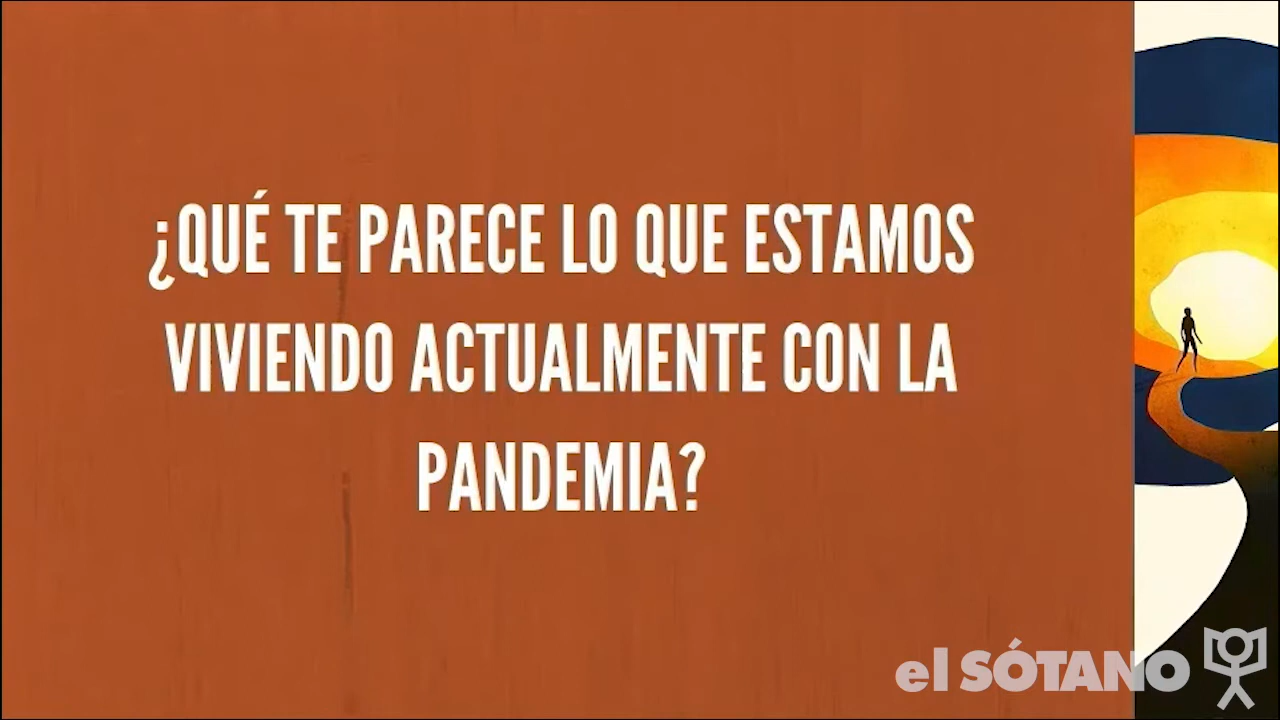 ¿QUÉ TE PARECE LO QUE ESTAMOS
VIVIENDO ACTUALMENTE CON LA
PANDEMIA?
el SÓTANO